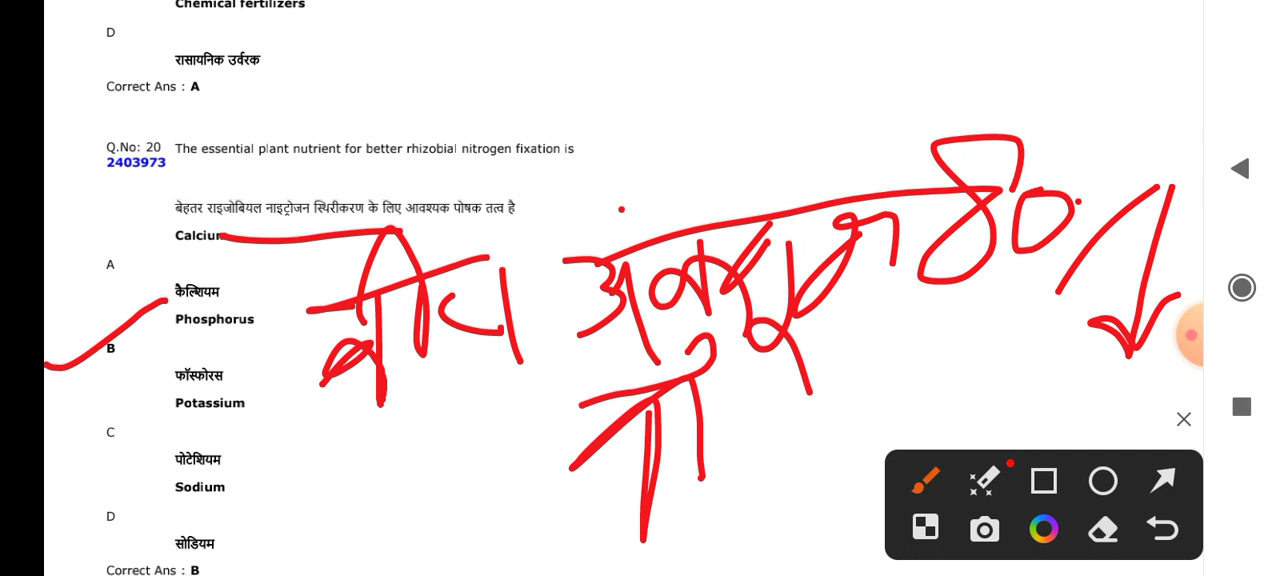 Chemical fertilizers
D
रासायनिक उर्वरक
Correct Ans : A
Q.No: 20 The essential plant nutrient for better rhizobial nitrogen fixation is
2403973
बेहतर राइजोबियल नाइट्रोजन स्थिरीकरण के लिए आवश्यक पोषक तत्व है
A
कैल्शियम
Phosphorus
B
फॉस्फोरस
Potassium
C
पोटेशियम
Sodium
D
सोडियम
Correct Ans : B